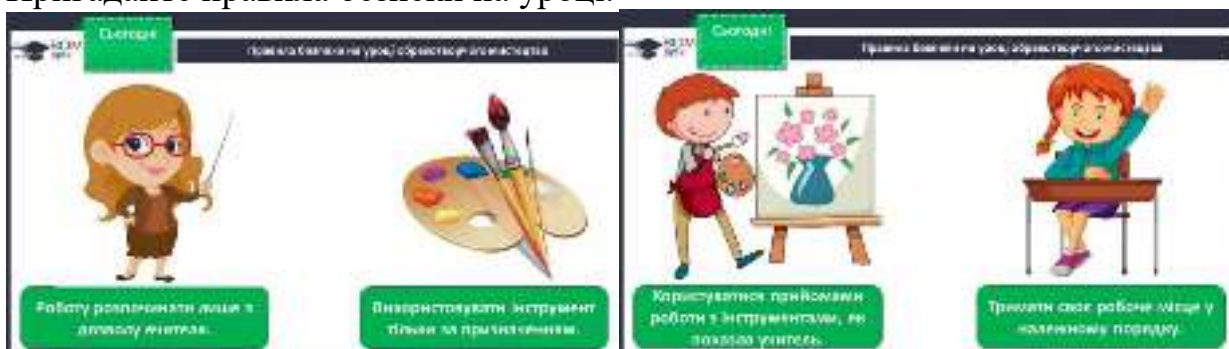 Пригадайте правила безпеки на уроці.
Сьогодні
Правила безпеки на уроці образотворчого мистецтва
Роботу розпочинати лише з
дозволу вчителя.
Використовувати інструмент
тільки за призначенням.
Сьогодні
Правила безпеки на уроці образотворчого мистецтва
Користуватися прийомами
роботи з інструментами, як
показав учитель.
Тримати своє робоче місце у
належному порядку.